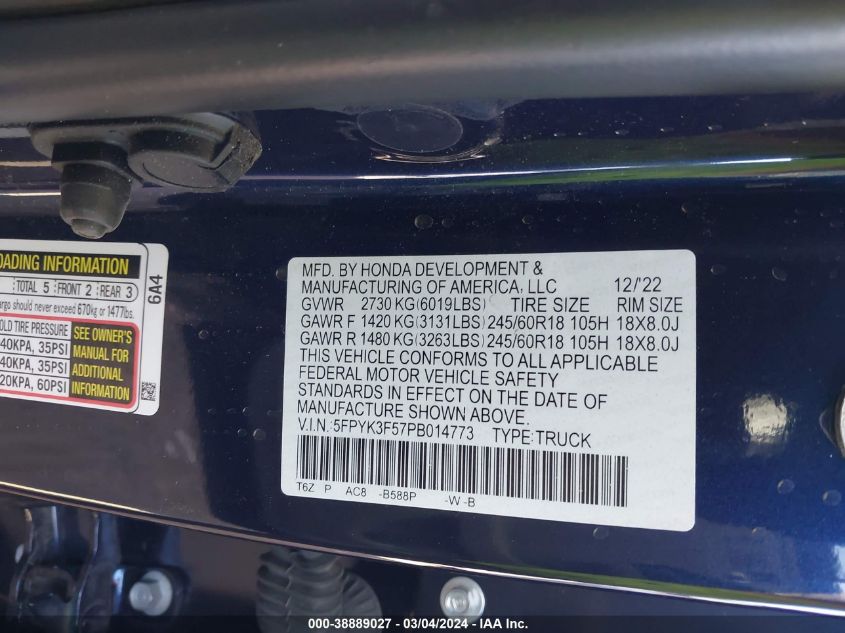 OADING INFORMATION
TOTAL 5 FRONT 2 REAR 3
argo should never exceed 670kg or 1477lbs.
OLD TIRE PRESSURE
40KPA, 35PSI
40KPA, 35PSI
20KPA, 60PSI
SEE OWNER'S
MANUAL FOR
ADDITIONAL
INFORMATION
6A4
MFD. BY HONDA DEVELOPMENT &
MANUFACTURING OF AMERICA, LLC 12/'22
GVWR 2730 KG(6019LBS) TIRE SIZE RIM SIZE
GAWR F 1420 KG(3131LBS) 245/60R18 105H 18X8.0J
GAWR R 1480 KG(3263LBS) 245/60R18 105H 18X8.0J
THIS VEHICLE CONFORMS TO ALL APPLICABLE
FEDERAL MOTOR VEHICLE SAFETY
STANDARDS IN EFFECT ON THE DATE OF
MANUFACTURE SHOWN ABOVE.
V.I.N.:5FPYK3F57PB014773 TYPE:TRUCK
T6Z P AC8 -B588P -W -B
000-38889027 - 03/04/2024 - IAA Inc.